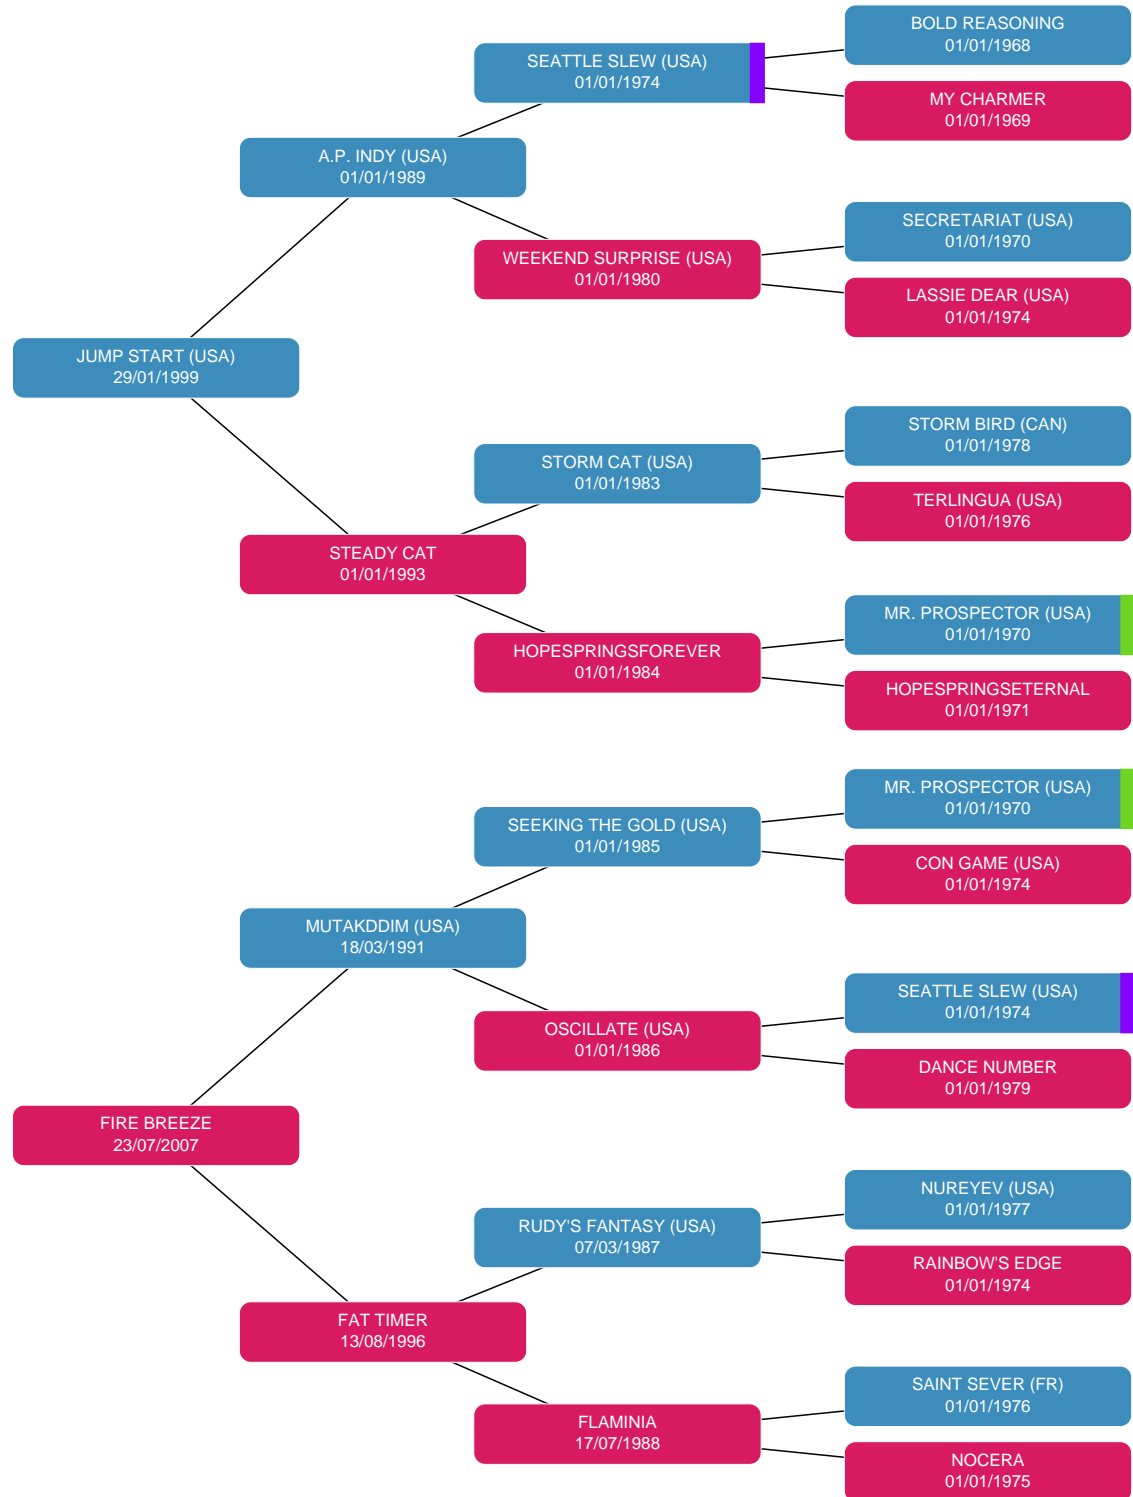 BOLD REASONING
01/01/1968
SEATTLE SLEW (USA)
01/01/1974
MY CHARMER
01/01/1969
A.P. INDY (USA)
01/01/1989
SECRETARIAT (USA)
01/01/1970
WEEKEND SURPRISE (USA)
01/01/1980
LASSIE DEAR (USA)
01/01/1974
JUMP START (USA)
29/01/1999
STORM BIRD (CAN)
01/01/1978
STORM CAT (USA)
01/01/1983
TERLINGUA (USA)
01/01/1976
STEADY CAT
01/01/1993
MR. PROSPECTOR (USA)
01/01/1970
HOPESPRINGSFOREVER
01/01/1984
HOPESPRINGSETERNAL
01/01/1971
MR. PROSPECTOR (USA)
01/01/1970
SEEKING THE GOLD (USA)
01/01/1985
CON GAME (USA)
01/01/1974
MUTAKDDIM (USA)
18/03/1991
SEATTLE SLEW (USA)
01/01/1974
OSCILLATE (USA)
01/01/1986
DANCE NUMBER
01/01/1979
FIRE BREEZE
23/07/2007
NUREYEV (USA)
01/01/1977
RUDY'S FANTASY (USA)
07/03/1987
RAINBOW'S EDGE
01/01/1974
FAT TIMER
13/08/1996
SAINT SEVER (FR)
01/01/1976
FLAMINIA
17/07/1988
NOCERA
01/01/1975